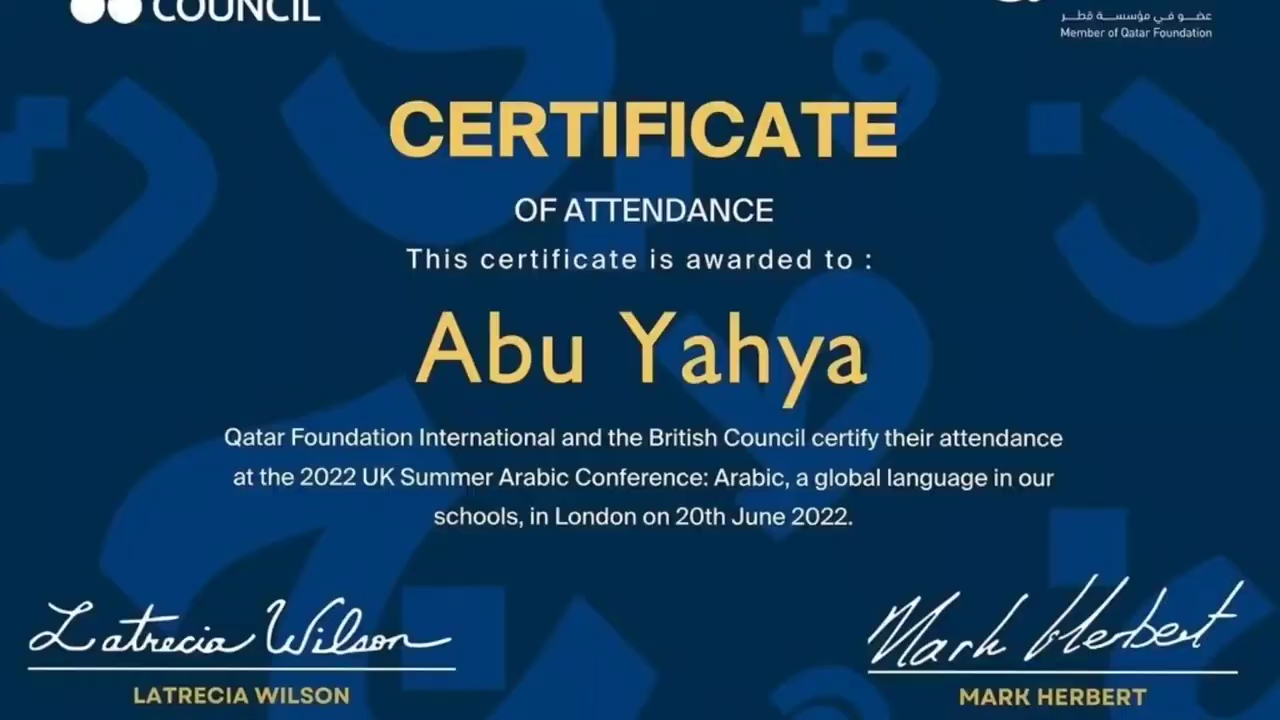 COUNCIL
عضو في مؤسسة قطر
Member of Qatar Foundation
CERTIFICATE
OF ATTENDANCE
This certificate is awarded to :
Abu Yahya
Qatar Foundation International and the British Council certify their attendance
at the 2022 UK Summer Arabic Conference: Arabic, a global language in our
schools, in London on 20th June 2022.
Latrecia Wilson
Mark Herbert
LATRECIA WILSON
MARK HERBERT